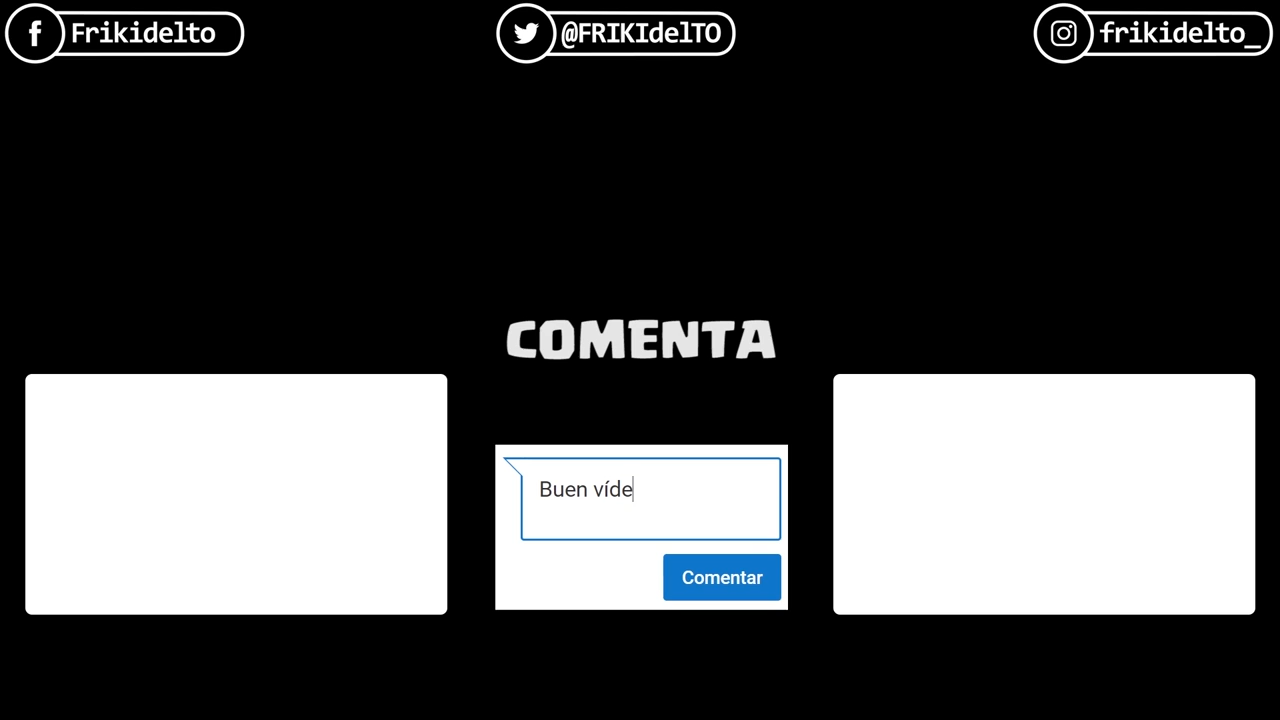 Frikidelto
@FRIKIdelTO
frikidelto_
COMENTA
Buen víde
Comentar